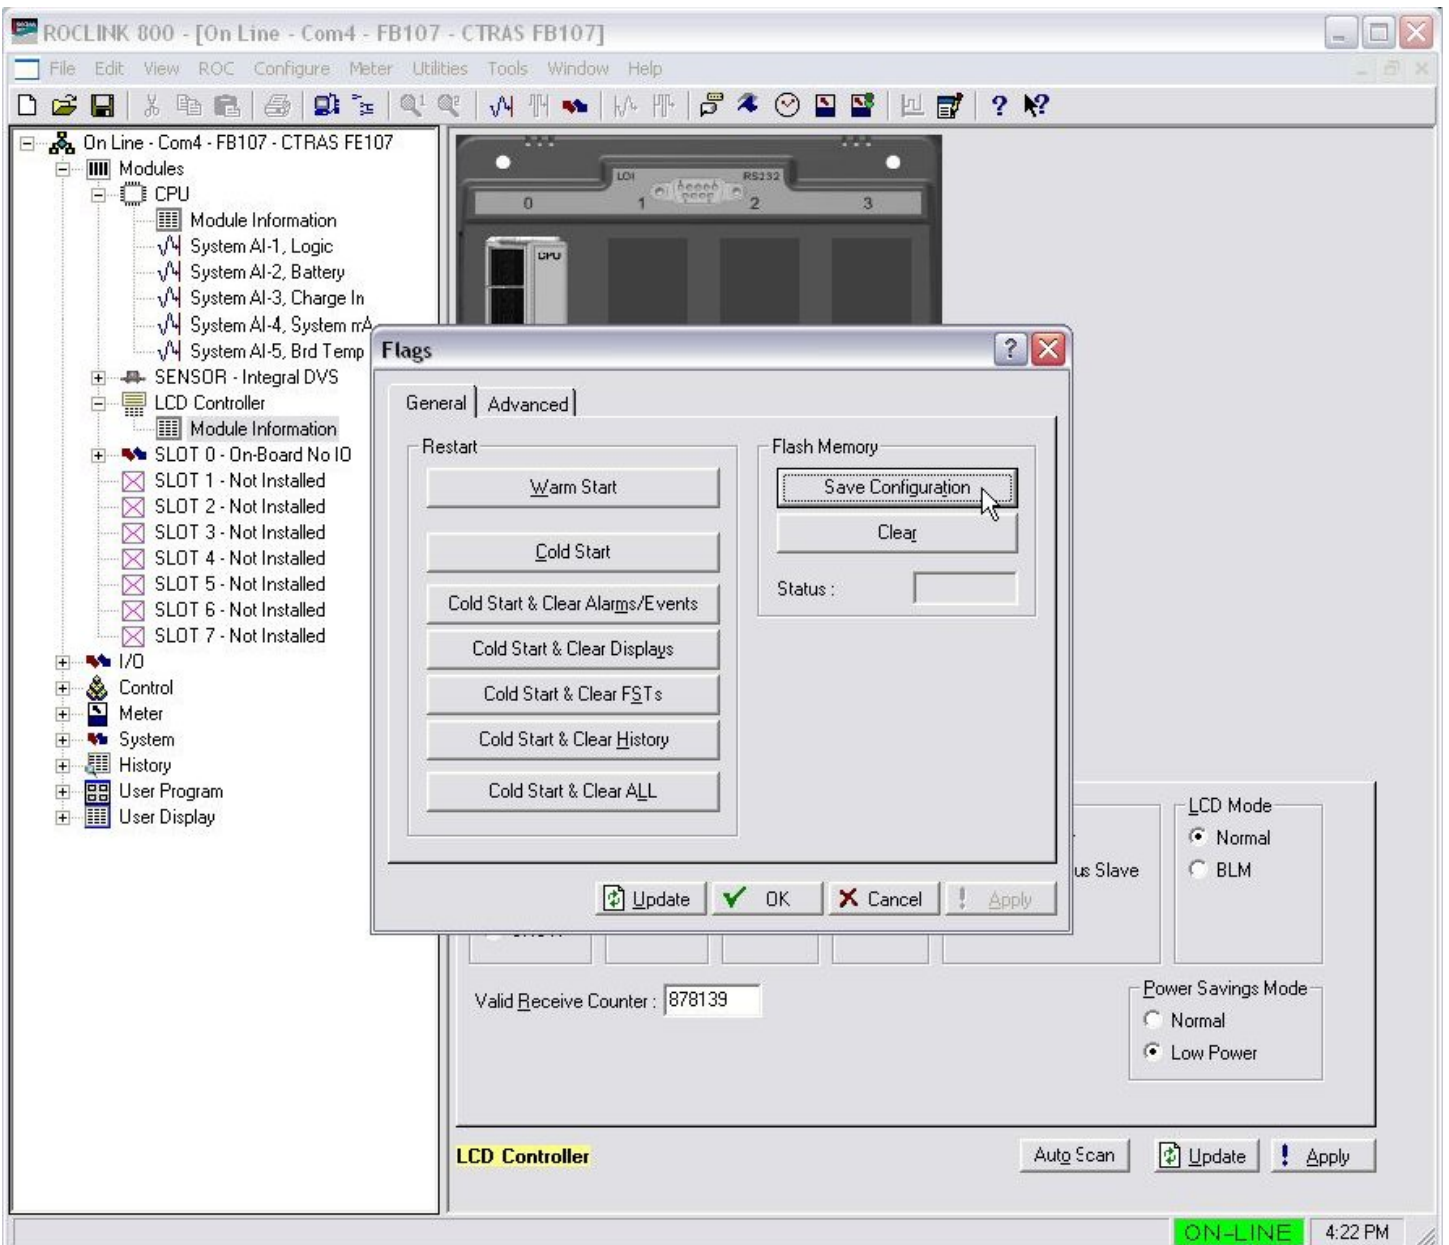 ROCLINK 800 - [On Line - Com4 - FB107 - CTRAS FB107]
File Edit View ROC Configure Meter Utilities Tools Window Help
On Line - Com4 - FB107 - CTRAS FE107
Modules
CPU
Module Information
System AI-1, Logic
System AI-2, Battery
System AI-3, Charge In
System AI-4, System mA
System AI-5, Brd Temp
SENSOR - Integral DVS
LCD Controller
Module Information
SLOT 0 - On-Board No IO
SLOT 1 - Not Installed
SLOT 2 - Not Installed
SLOT 3 - Not Installed
SLOT 4 - Not Installed
SLOT 5 - Not Installed
SLOT 6 - Not Installed
SLOT 7 - Not Installed
I/O
Control
Meter
System
History
User Program
User Display
LOI RS232
0 1 2 3
CPU
Flags
General Advanced
Restart
Warm Start
Cold Start
Cold Start & Clear Alarms/Events
Cold Start & Clear Displays
Cold Start & Clear FSTs
Cold Start & Clear History
Cold Start & Clear ALL
Flash Memory
Save Configuration
Clear
Status :
Update OK Cancel Apply
us Slave
LCD Mode
Normal
BLM
Valid Receive Counter : 878139
Power Savings Mode
Normal
Low Power
LCD Controller
Auto Scan Update Apply
ON-LINE 4:22 PM